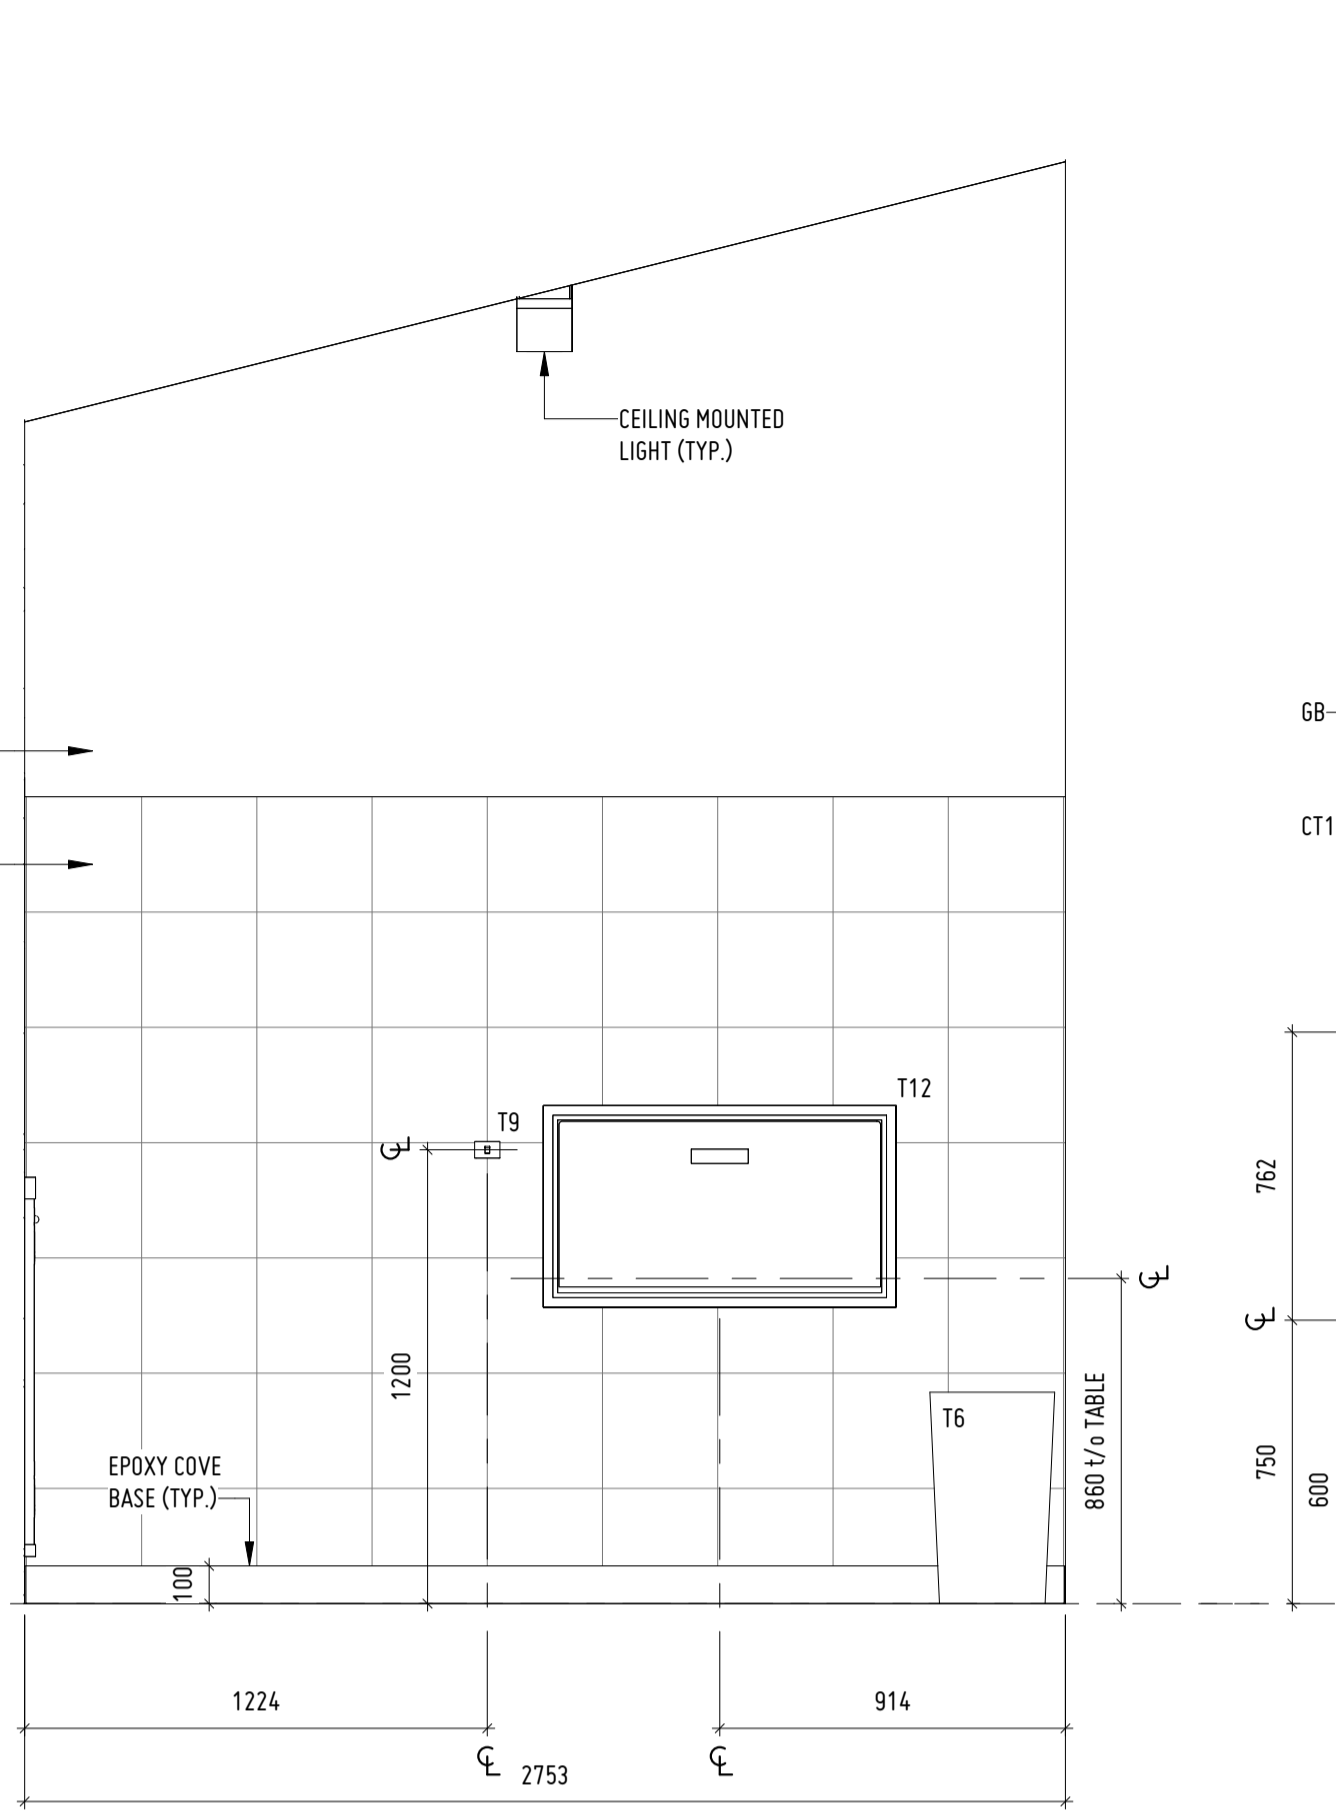 CEILING MOUNTED
LIGHT (TYP.)
GB
CT1
T12
T9
762
1200
860 t/o TABLE
T6
750
600
EPOXY COVE
BASE (TYP.)
100
1224
914
2753